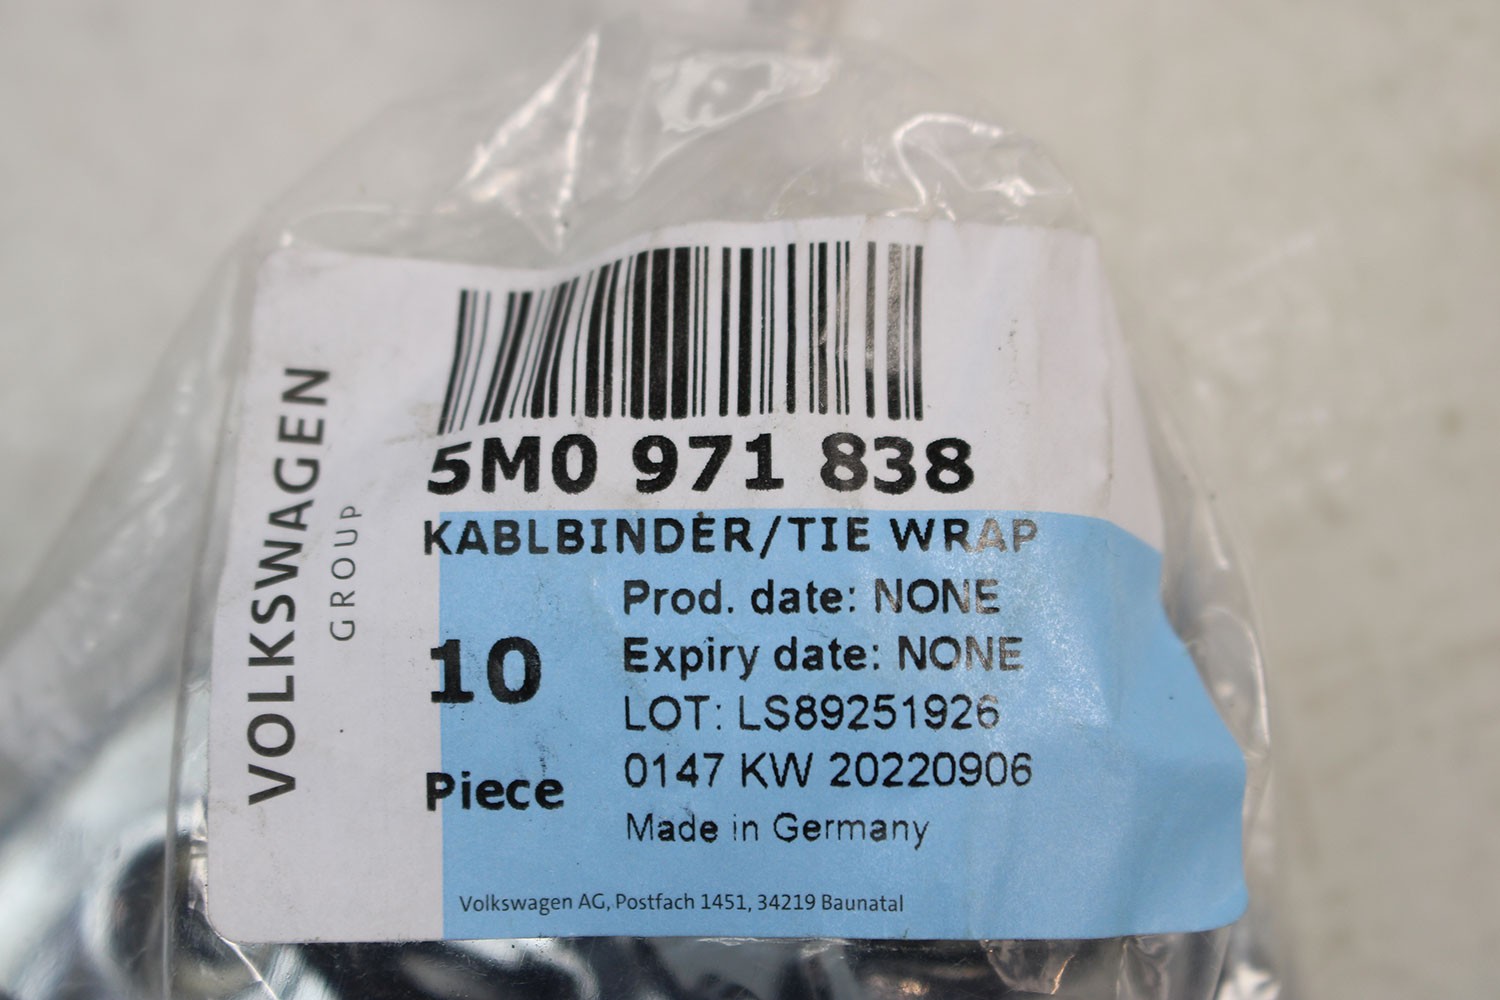 VOLKSWAGEN
GROUP
5M0 971 838
KABLBINDER/TIE WRAP
10
Piece
Prod. date: NONE
Expiry date: NONE
LOT: LS89251926
0147 KW 20220906
Made in Germany
Volkswagen AG, Postfach 1451, 34219 Baunatal